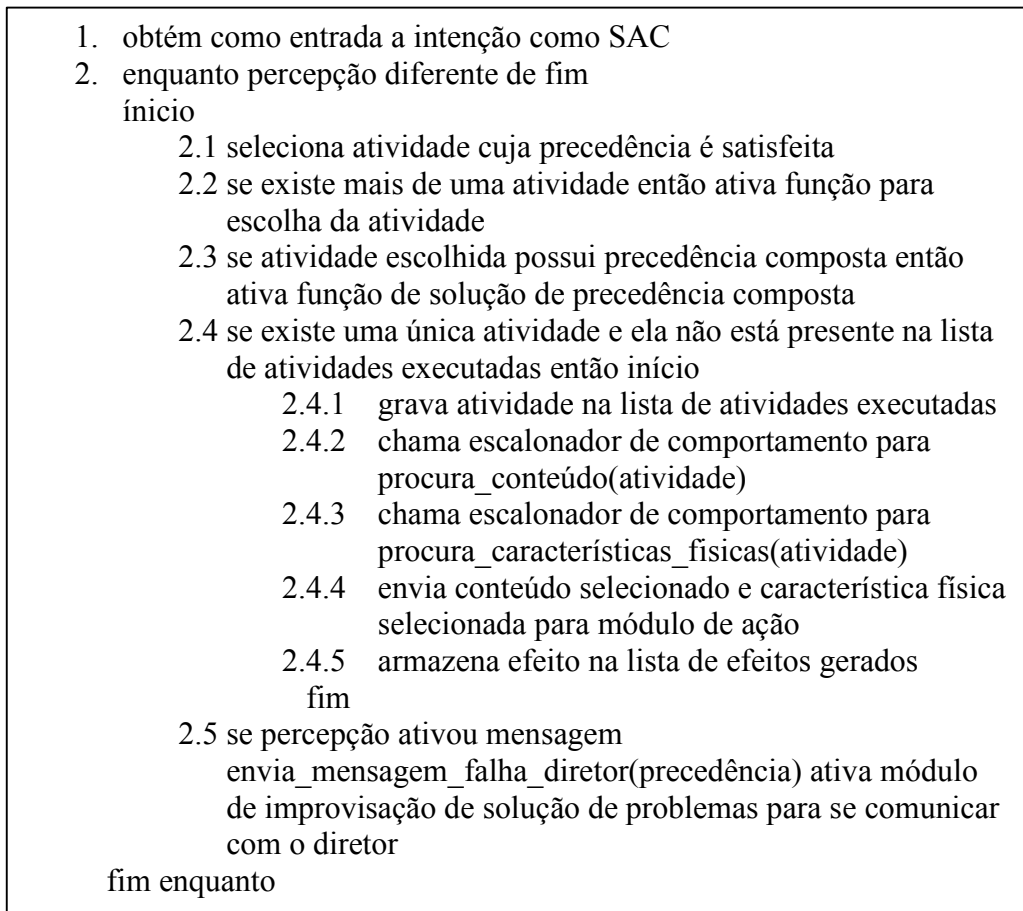 1. obtém como entrada a intenção como SAC
2. enquanto percepção diferente de fim
ínicio
2.1 seleciona atividade cuja precedência é satisfeita
2.2 se existe mais de uma atividade então ativa função para
escolha da atividade
2.3 se atividade escolhida possui precedência composta então
ativa função de solução de precedência composta
2.4 se existe uma única atividade e ela não está presente na lista
de atividades executadas então início
2.4.1 grava atividade na lista de atividades executadas
2.4.2 chama escalonador de comportamento para
procura_conteúdo(atividade)
2.4.3 chama escalonador de comportamento para
procura_características_fisicas(atividade)
2.4.4 envia conteúdo selecionado e característica física
selecionada para módulo de ação
2.4.5 armazena efeito na lista de efeitos gerados
fim
2.5 se percepção ativou mensagem
envia_mensagem_falha_diretor(precedência) ativa módulo
de improvisação de solução de problemas para se comunicar
com o diretor
fim enquanto